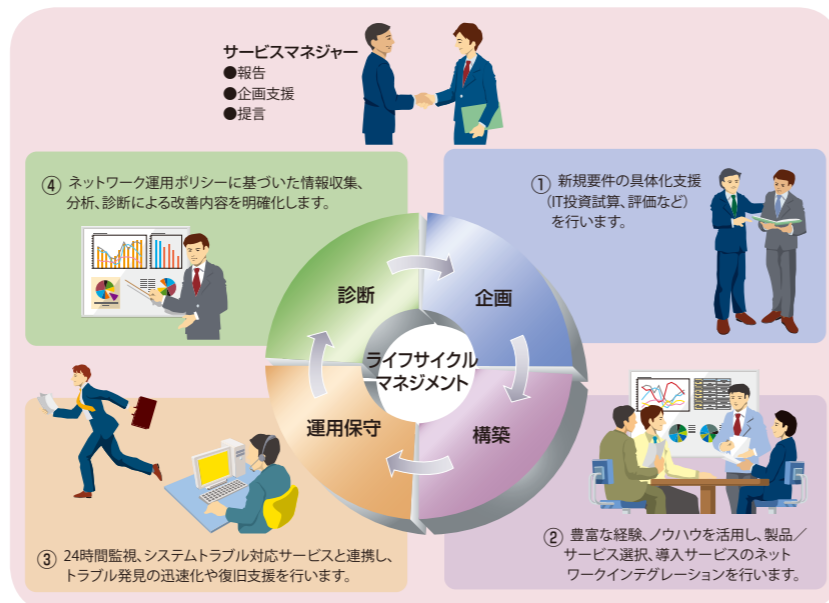 サービスマネジャー
●報告
●企画支援
●提言
① 新規要件の具体化支援
(IT投資試算、評価など)
を行います。
④ ネットワーク運用ポリシーに基づいた情報収集、
分析、診断による改善内容を明確化します。
診断
企画
ライフサイクル
マネジメント
運用保守
構築
② 豊富な経験、ノウハウを活用し、製品／
サービス選択、導入サービスのネット
ワークインテグレーションを行います。
③ 24時間監視、システムトラブル対応サービスと連携し、
トラブル発見の迅速化や復旧支援を行います。